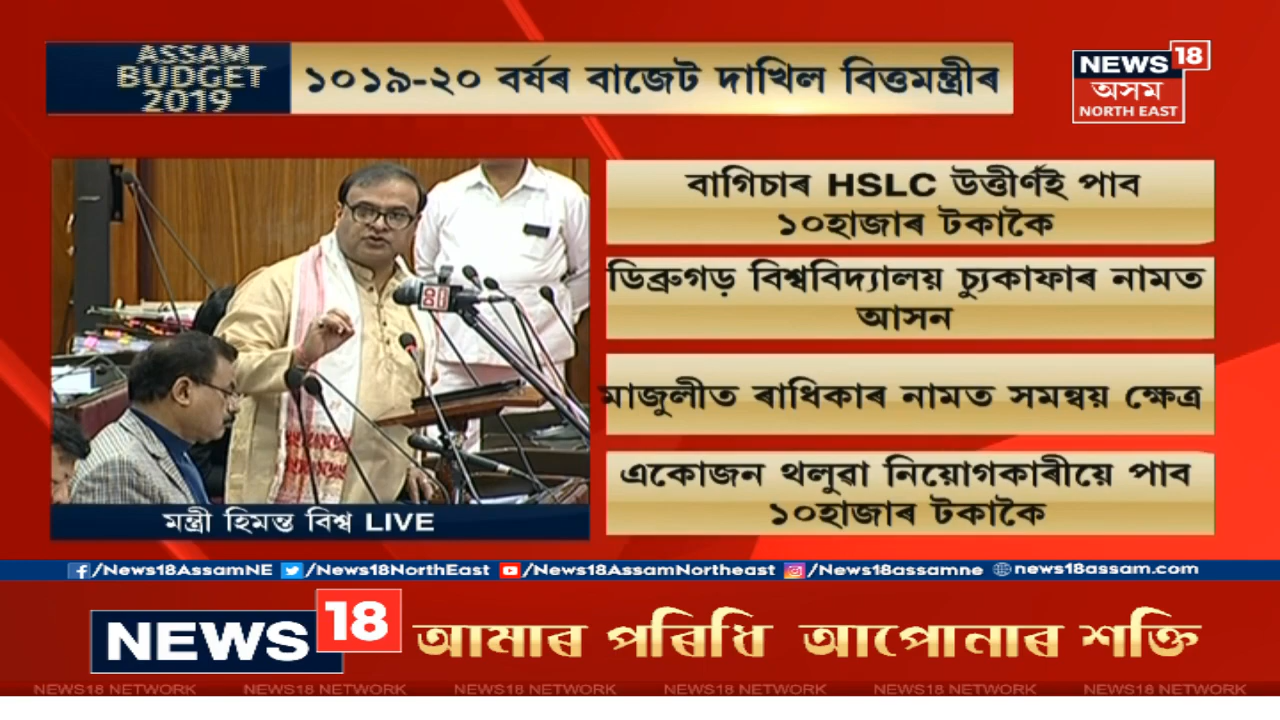 ASSAM
BUDGET
2019
১০১৯-২০ বৰ্ষৰ বাজেট দাখিল বিত্তমন্ত্ৰীৰ
NEWS 18
অসম
NORTH EAST
বাগিচাৰ HSLC উত্তীৰ্ণই পাব
১০হাজাৰ টকাকৈ
ডিব্ৰুগড় বিশ্ববিদ্যালয় চ্যুকাফাৰ নামত
আসন
মাজুলীত ৰাধিকাৰ নামত সমন্বয় ক্ষেত্ৰ
একোজন থলুৱা নিয়োগকাৰীয়ে পাব
১০হাজাৰ টকাকৈ
মন্ত্ৰী হিমন্ত বিশ্ব LIVE
/News18AssamNE /News18NorthEast /News18AssamNortheast /News18assamne news18assam.com
NEWS 18 আমাৰ পৰিধি আপোনাৰ শক্তি
NEWS18 NETWORK NEWS18 NETWORK NEWS18 NETWORK NEWS18 NETWORK NEWS18 NETWORK NEWS18 NETWORK